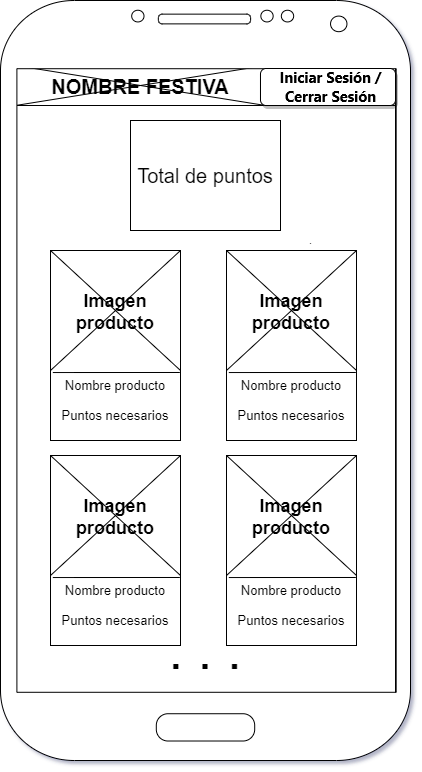 NOMBRE FESTIVA
Iniciar Sesión /
Cerrar Sesión
Total de puntos
Imagen
producto
Nombre producto
Puntos necesarios
Imagen
producto
Nombre producto
Puntos necesarios
Imagen
producto
Nombre producto
Puntos necesarios
Imagen
producto
Nombre producto
Puntos necesarios
. . .